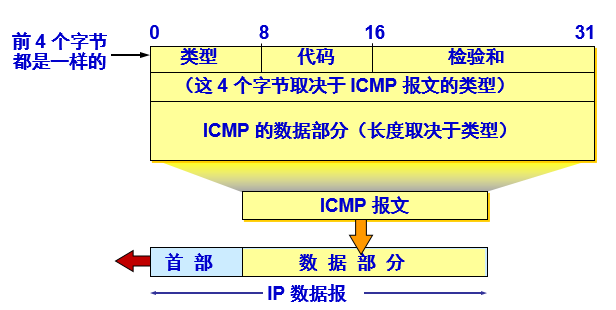 0 8 16 31
前 4 个字节
都是一样的
类型 代码 检验和
（这 4 个字节取决于 ICMP 报文的类型）
ICMP 的数据部分（长度取决于类型）
ICMP 报文
首 部 数 据 部 分
IP 数据报